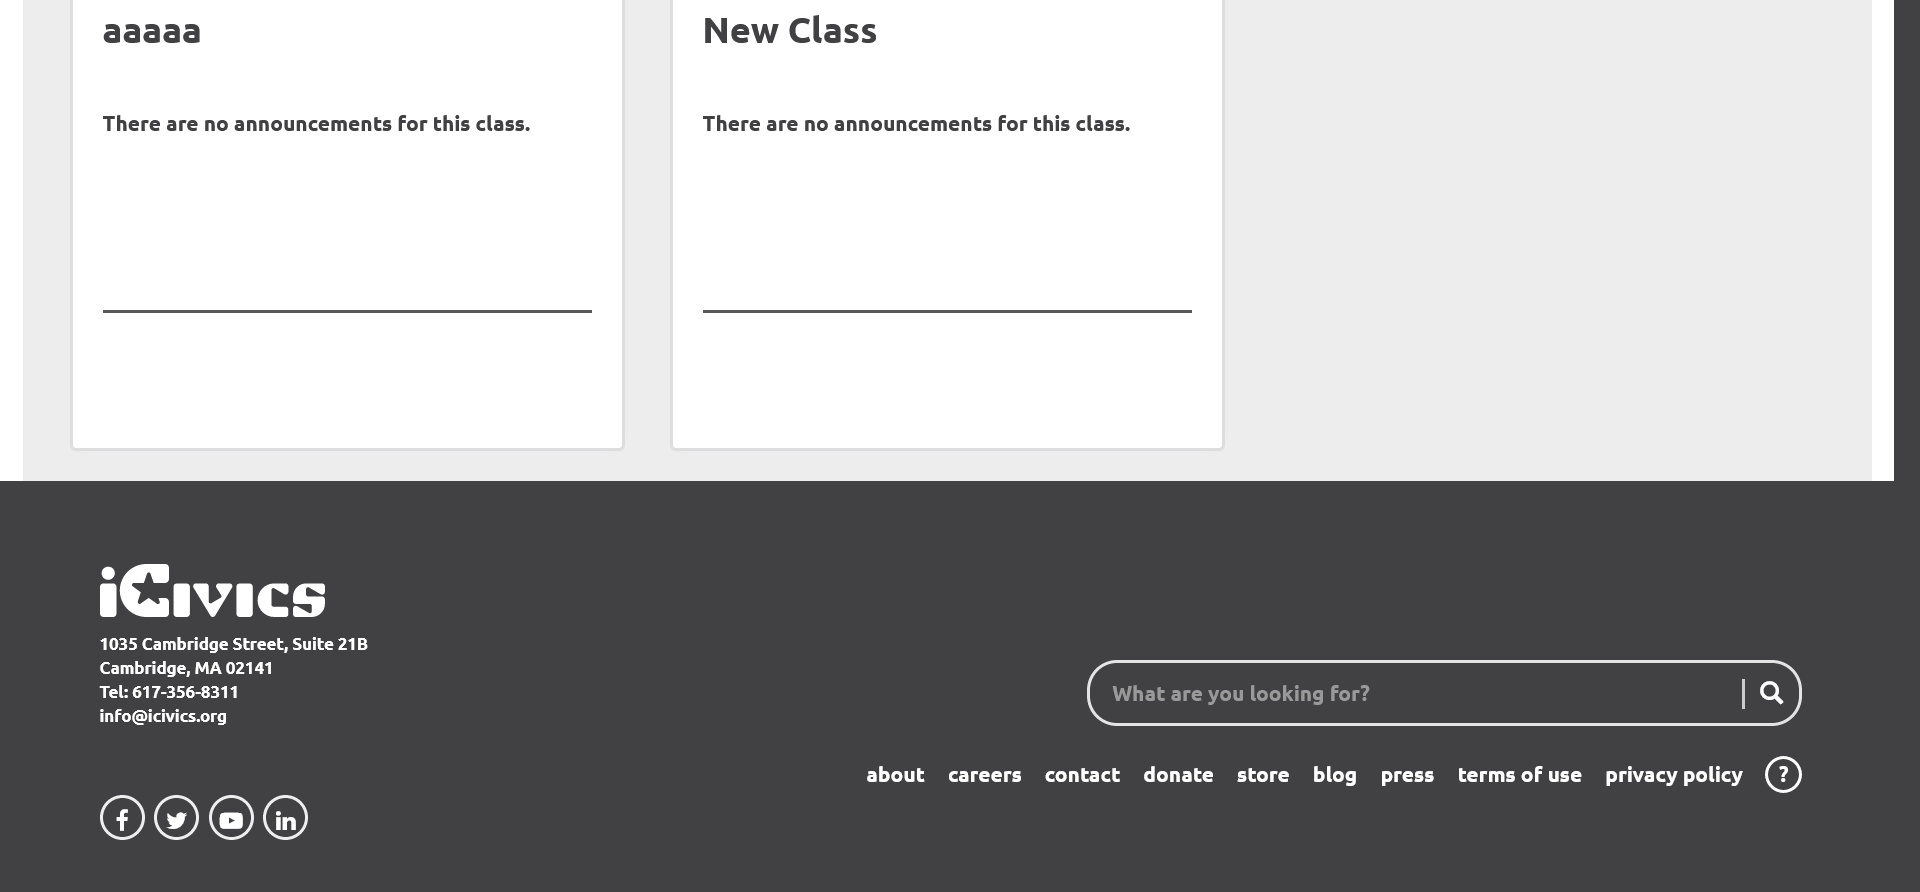 aaaaa
There are no announcements for this class.
New Class
There are no announcements for this class.
iCivics
1035 Cambridge Street, Suite 21B
Cambridge, MA 02141
Tel: 617-356-8311
info@icivics.org
What are you looking for?
about careers contact donate store blog press terms of use privacy policy ?